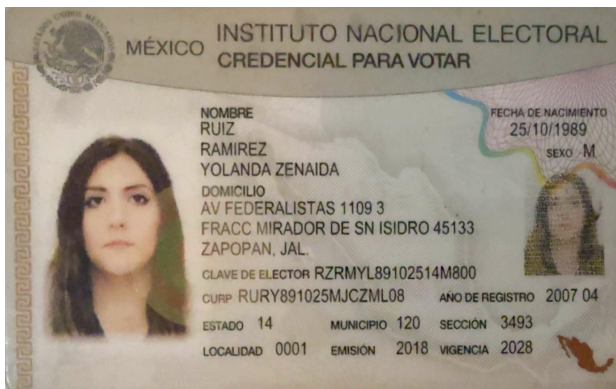 MÉXICO INSTITUTO NACIONAL ELECTORAL
CREDENCIAL PARA VOTAR
NOMBRE
RUIZ
RAMIREZ
YOLANDA ZENAIDA
FECHA DE NACIMIENTO
25/10/1989
SEXO M
DOMICILIO
AV FEDERALISTAS 1109 3
FRACC MIRADOR DE SN ISIDRO 45133
ZAPOPAN, JAL.
CLAVE DE ELECTOR RZRMYL89102514M800
CURP RURY891025MJCZML08 AÑO DE REGISTRO 2007 04
ESTADO 14 MUNICIPIO 120 SECCIÓN 3493
LOCALIDAD 0001 EMISIÓN 2018 VIGENCIA 2028